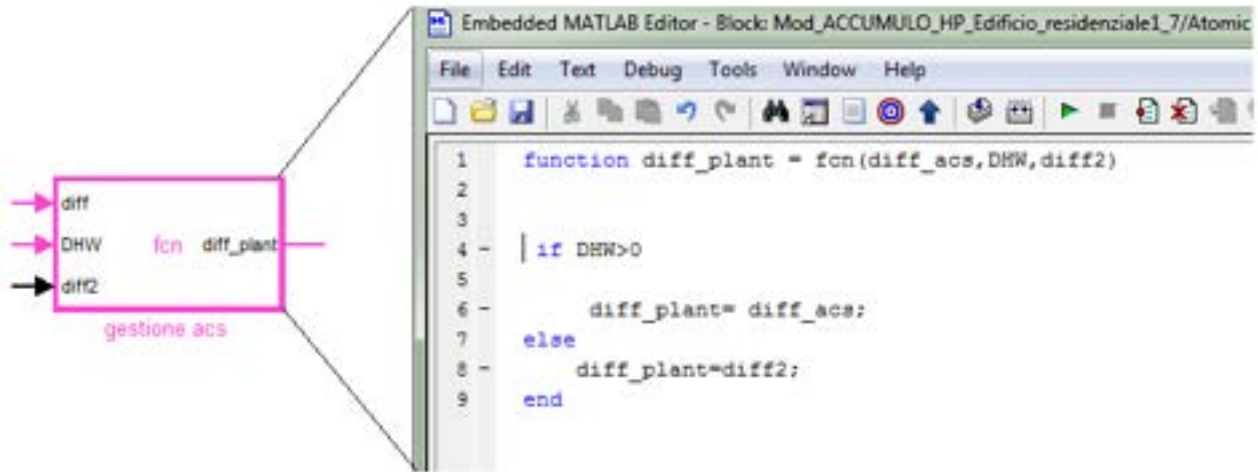 Embedded MATLAB Editor - Block: Mod_ACCUMULO_HP_Edificio_residenziale1_7/Atomic
File Edit Text Debug Tools Window Help
1 function diff_plant = fcn(diff_acs,DHW,diff2)
2
3
4 - if DHW>0
5
6 - diff_plant= diff_acs;
7 else
8 - diff_plant=diff2;
9 end
diff
DHW fcn diff_plant
diff2
gestione acs